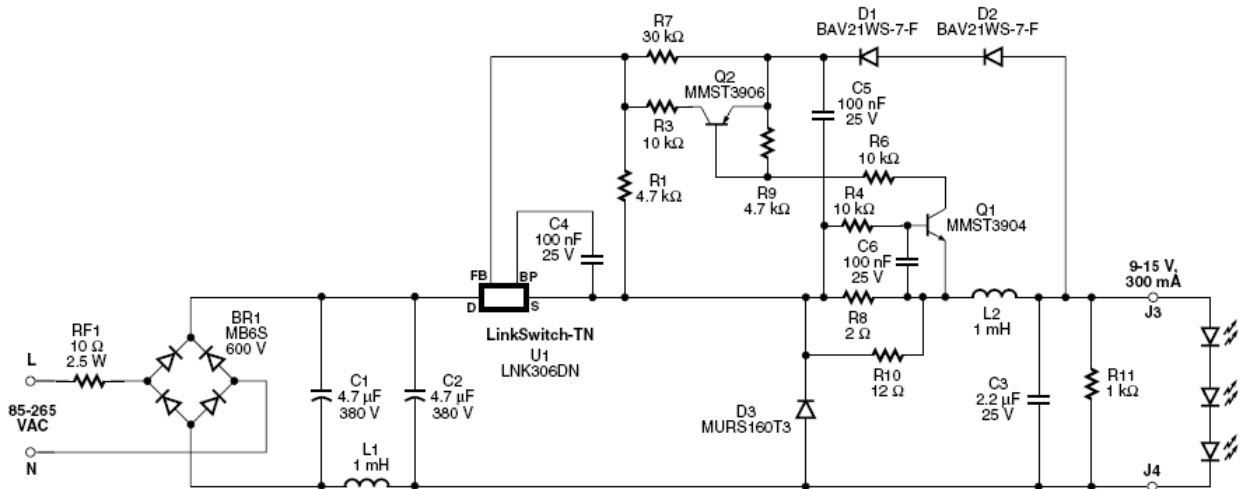 R7
30 kΩ
D1
BAV21WS-7-F
D2
BAV21WS-7-F
Q2
MMST3906
C5
100 nF
25 V
R3
10 kΩ
R6
10 kΩ
R1
4.7 kΩ
R9
4.7 kΩ
R4
10 kΩ
Q1
MMST3904
C4
100 nF
25 V
C6
100 nF
25 V
FB
BP
D
S
9-15 V,
300 mA
J3
RF1
10 Ω
2.5 W
BR1
MB6S
600 V
LinkSwitch-TN
U1
LNK306DN
R8
2 Ω
L2
1 mH
L
R10
12 Ω
C1
4.7 µF
380 V
C2
4.7 µF
380 V
C3
2.2 µF
25 V
R11
1 kΩ
85-265
VAC
D3
MURS160T3
N
L1
1 mH
J4